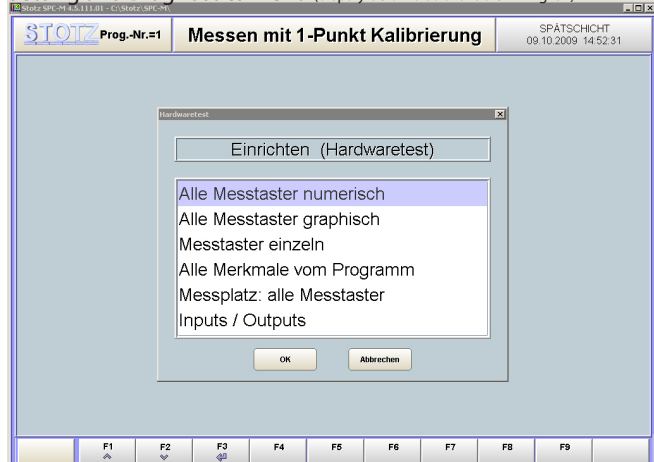 Stotz SPC-M 4.5.111.01 - C:\Stotz\SPC-M\
STOTZ Prog.-Nr.=1 Messen mit 1-Punkt Kalibrierung SPÄTSCHICHT
09.10.2009 14:52:31
Hardwaretest
Einrichten (Hardwaretest)
Alle Messtaster numerisch
Alle Messtaster graphisch
Messtaster einzeln
Alle Merkmale vom Programm
Messplatz: alle Messtaster
Inputs / Outputs
OK Abbrechen
F1 F2 F3 F4 F5 F6 F7 F8 F9